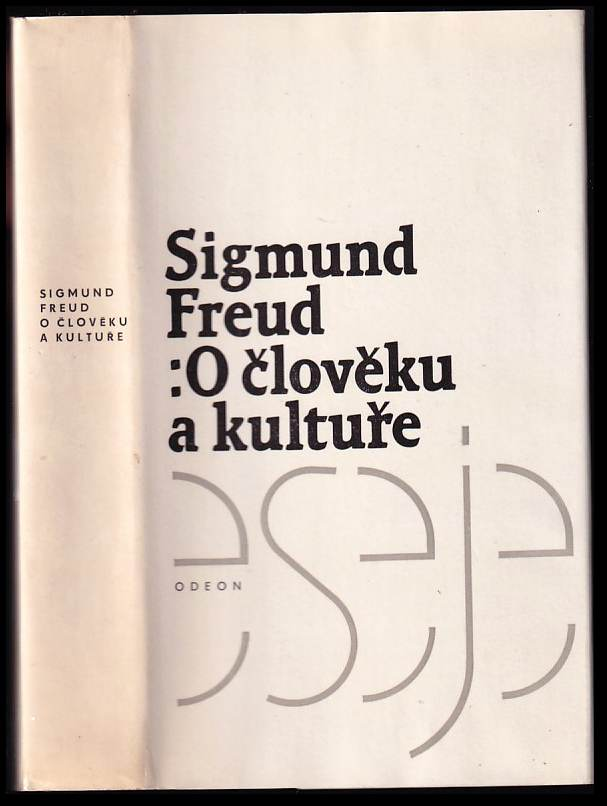 SIGMUND
FREUD
O ČLOVĚKU
A KULTUŘE
Sigmund
Freud
:O člověku
a kultuře
eseje
ODEON